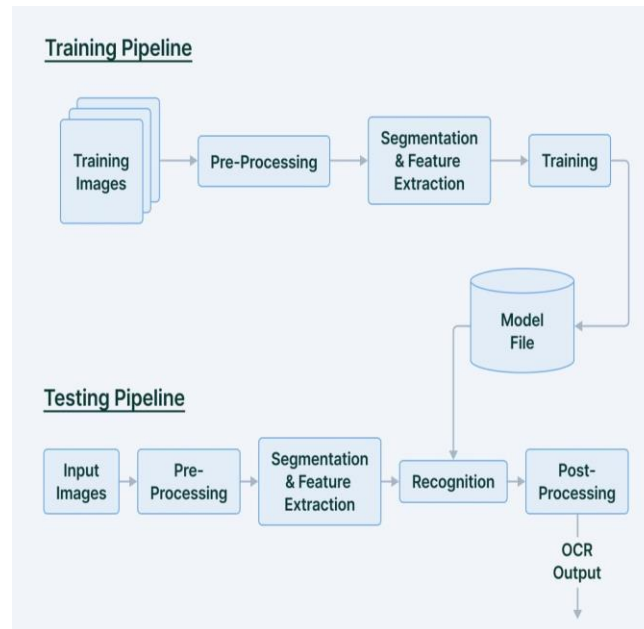 Training Pipeline
Training
Images
Pre-Processing
Segmentation
& Feature
Extraction
Training
Model
File
Testing Pipeline
Input
Images
Pre-
Processing
Segmentation
& Feature
Extraction
Recognition
Post-
Processing
OCR
Output